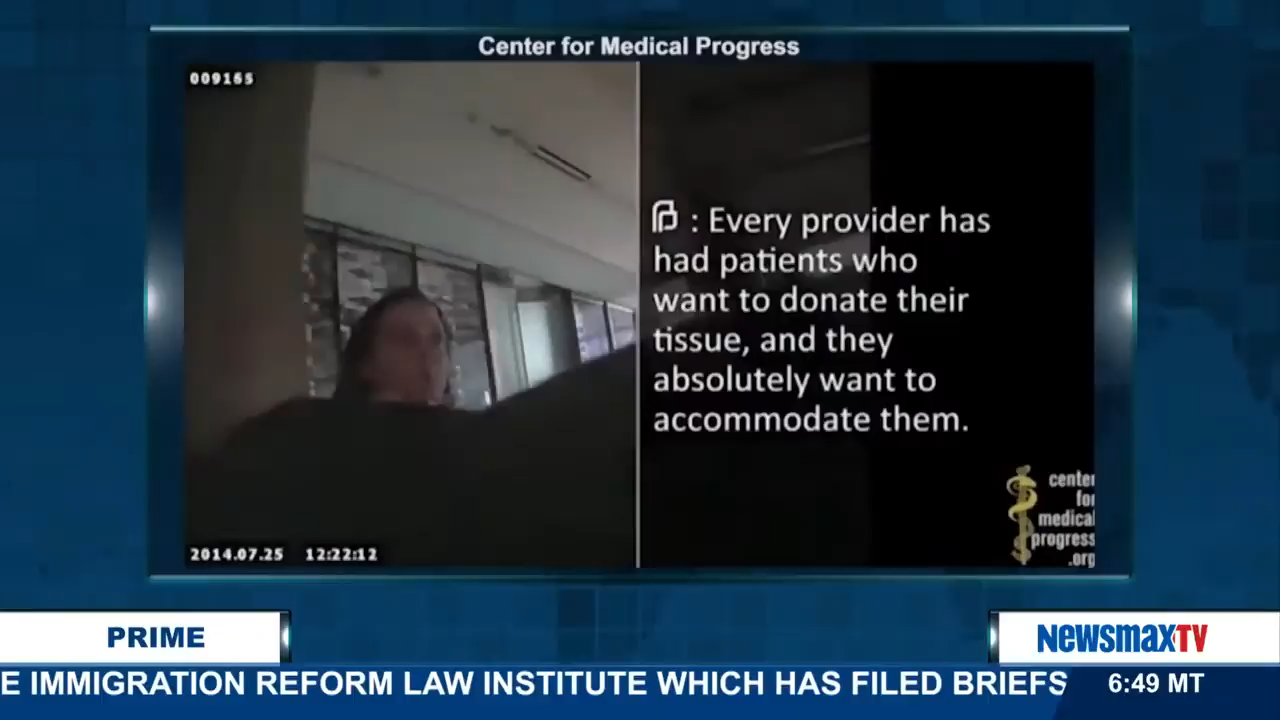 Center for Medical Progress
009165
: Every provider has
had patients who
want to donate their
tissue, and they
absolutely want to
accommodate them.
center
for
medical
progress
.org
2014.07.25 12:22:12
PRIME
NEWSMAXTV
E IMMIGRATION REFORM LAW INSTITUTE WHICH HAS FILED BRIEFS
6:49 MT